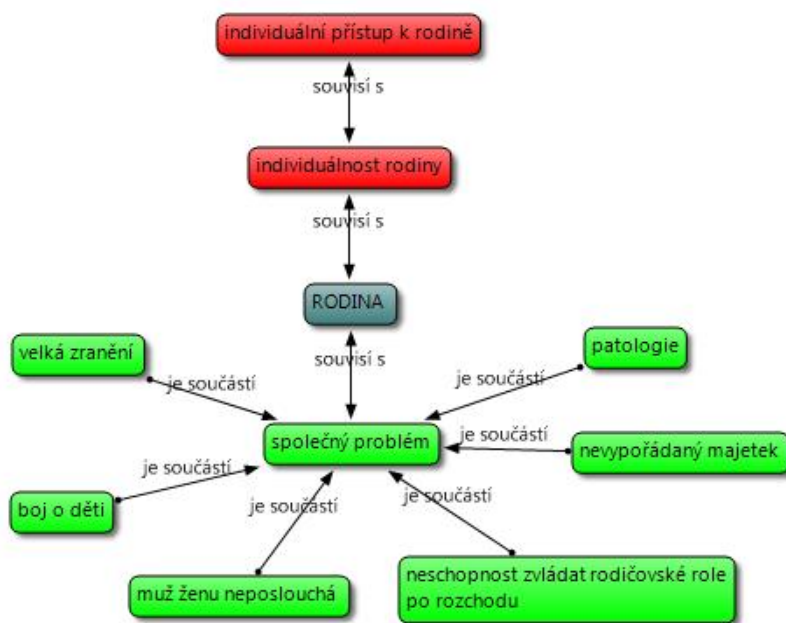 individuální přístup k rodině
souvisí s
individuálnost rodiny
souvisí s
RODINA
souvisí s
velká zranění
patologie
je součástí
je součástí
společný problém
je součástí
nevypořádaný majetek
je součástí
boj o děti
je součástí
je součástí
muž ženu neposlouchá
neschopnost zvládat rodičovské role
po rozchodu